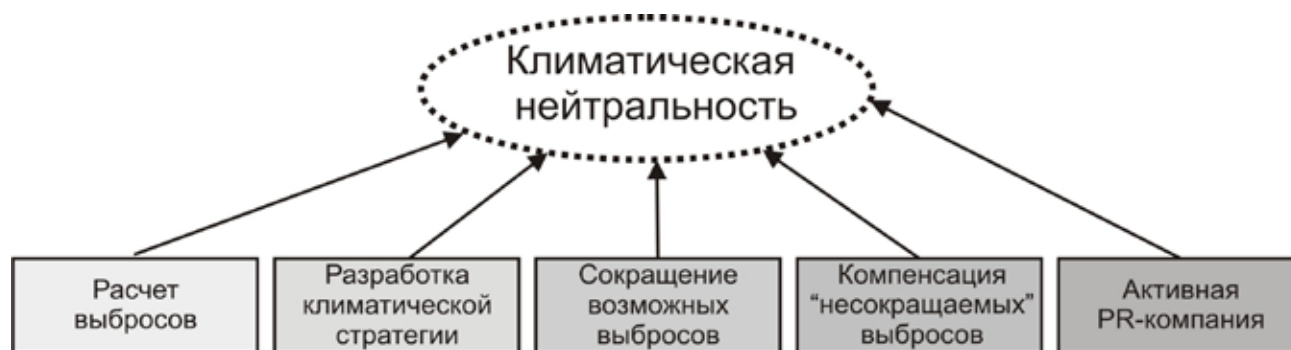 Климатическая
нейтральность
Расчет
выбросов
Разработка
климатической
стратегии
Сокращение
возможных
выбросов
Компенсация
“несокращаемых”
выбросов
Активная
PR-компания